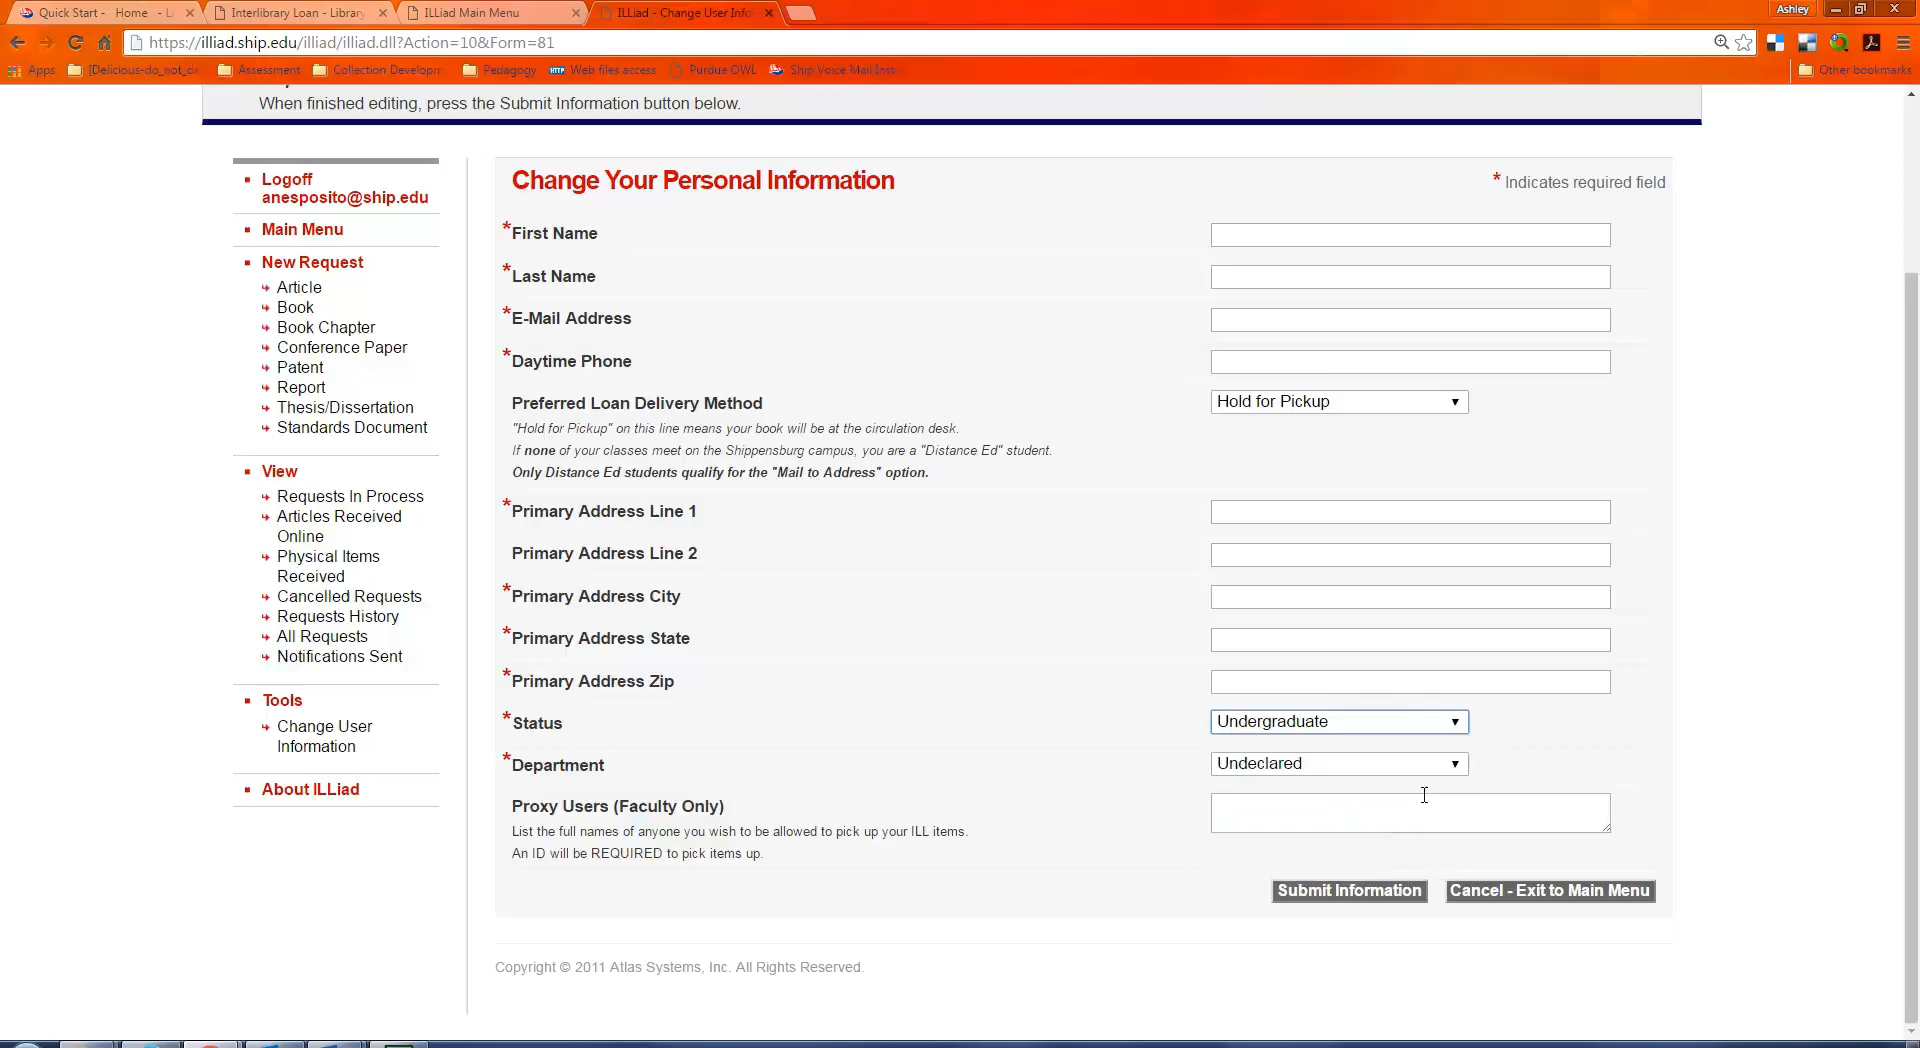 Quick Start - Home - Li
Interlibrary Loan - Library
ILLiad Main Menu
ILLiad - Change User Info
Ashley
https://illiad.ship.edu/illiad/illiad.dll?Action=10&Form=81
Apps
[Delicious-do_not_d
Assessment
Collection Developm
Pedagogy
HTTP
Web files access
Purdue OWL
Ship Voice Mail Inst
Other bookmarks
When finished editing, press the Submit Information button below.
Logoff
anesposito@ship.edu
Main Menu
New Request
Article
Book
Book Chapter
Conference Paper
Patent
Report
Thesis/Dissertation
Standards Document
View
Requests In Process
Articles Received
Online
Physical Items
Received
Cancelled Requests
Requests History
All Requests
Notifications Sent
Tools
Change User
Information
About ILLiad
Change Your Personal Information
* Indicates required field
*First Name
*Last Name
*E-Mail Address
*Daytime Phone
Preferred Loan Delivery Method
Hold for Pickup
"Hold for Pickup" on this line means your book will be at the circulation desk.
If none of your classes meet on the Shippensburg campus, you are a "Distance Ed" student.
Only Distance Ed students qualify for the "Mail to Address" option.
*Primary Address Line 1
Primary Address Line 2
*Primary Address City
*Primary Address State
*Primary Address Zip
*Status
Undergraduate
*Department
Undeclared
Proxy Users (Faculty Only)
List the full names of anyone you wish to be allowed to pick up your ILL items.
An ID will be REQUIRED to pick items up.
Submit Information
Cancel - Exit to Main Menu
Copyright © 2011 Atlas Systems, Inc. All Rights Reserved.